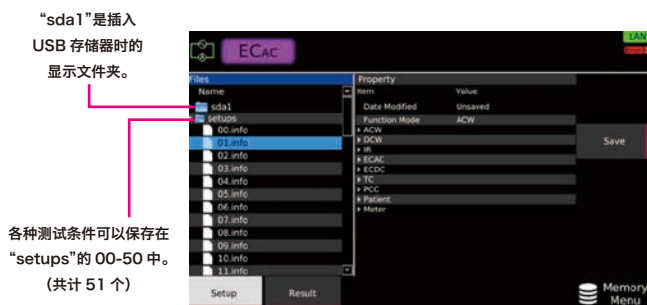 “sda1”是插入
USB 存储器时的
显示文件夹。
各种测试条件可以保存在
“setups”的 00-50 中。
（共计 51 个）
ECAC
LAN
Files
Name
sda1
setups
00.info
01.info
02.info
03.info
04.info
05.info
06.info
07.info
08.info
09.info
10.info
11.info
Setup
Result
Property
Item Value
Date Modified Unsaved
Function Mode ACW
ACW
DCW
IR
ECAC
ECDC
TC
PCC
Patient
Meter
Save
Memory
Menu